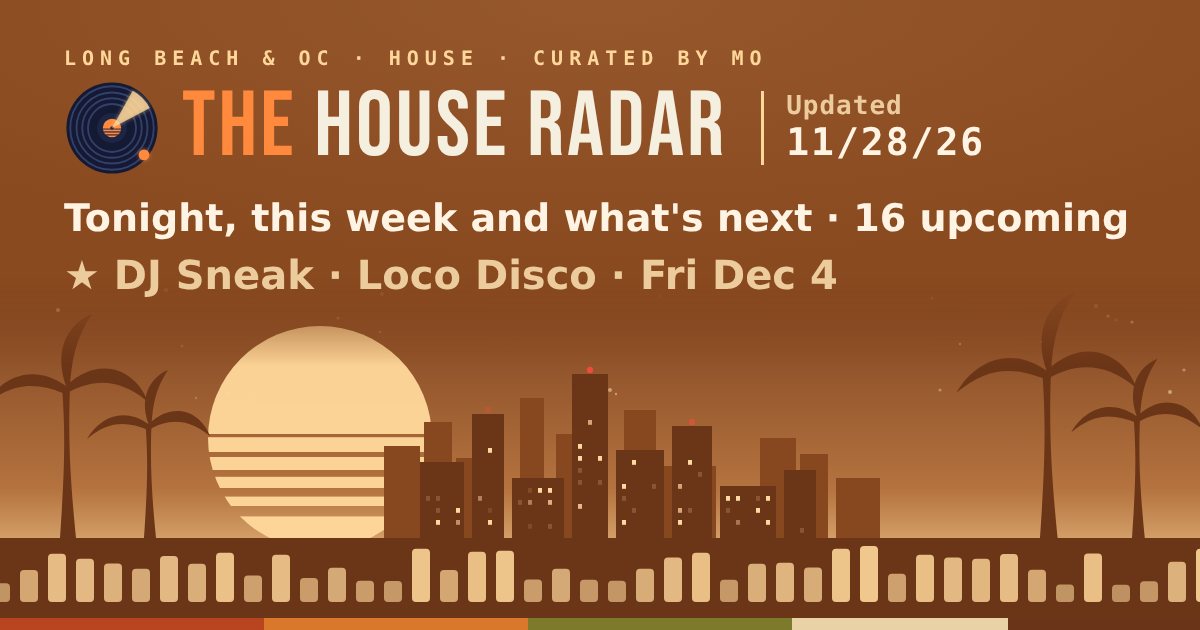 LONG BEACH & OC · HOUSE · CURATED BY MO
THE HOUSE RADAR
Updated
11/28/26
Tonight, this week and what's next · 16 upcoming
★ DJ Sneak · Loco Disco · Fri Dec 4